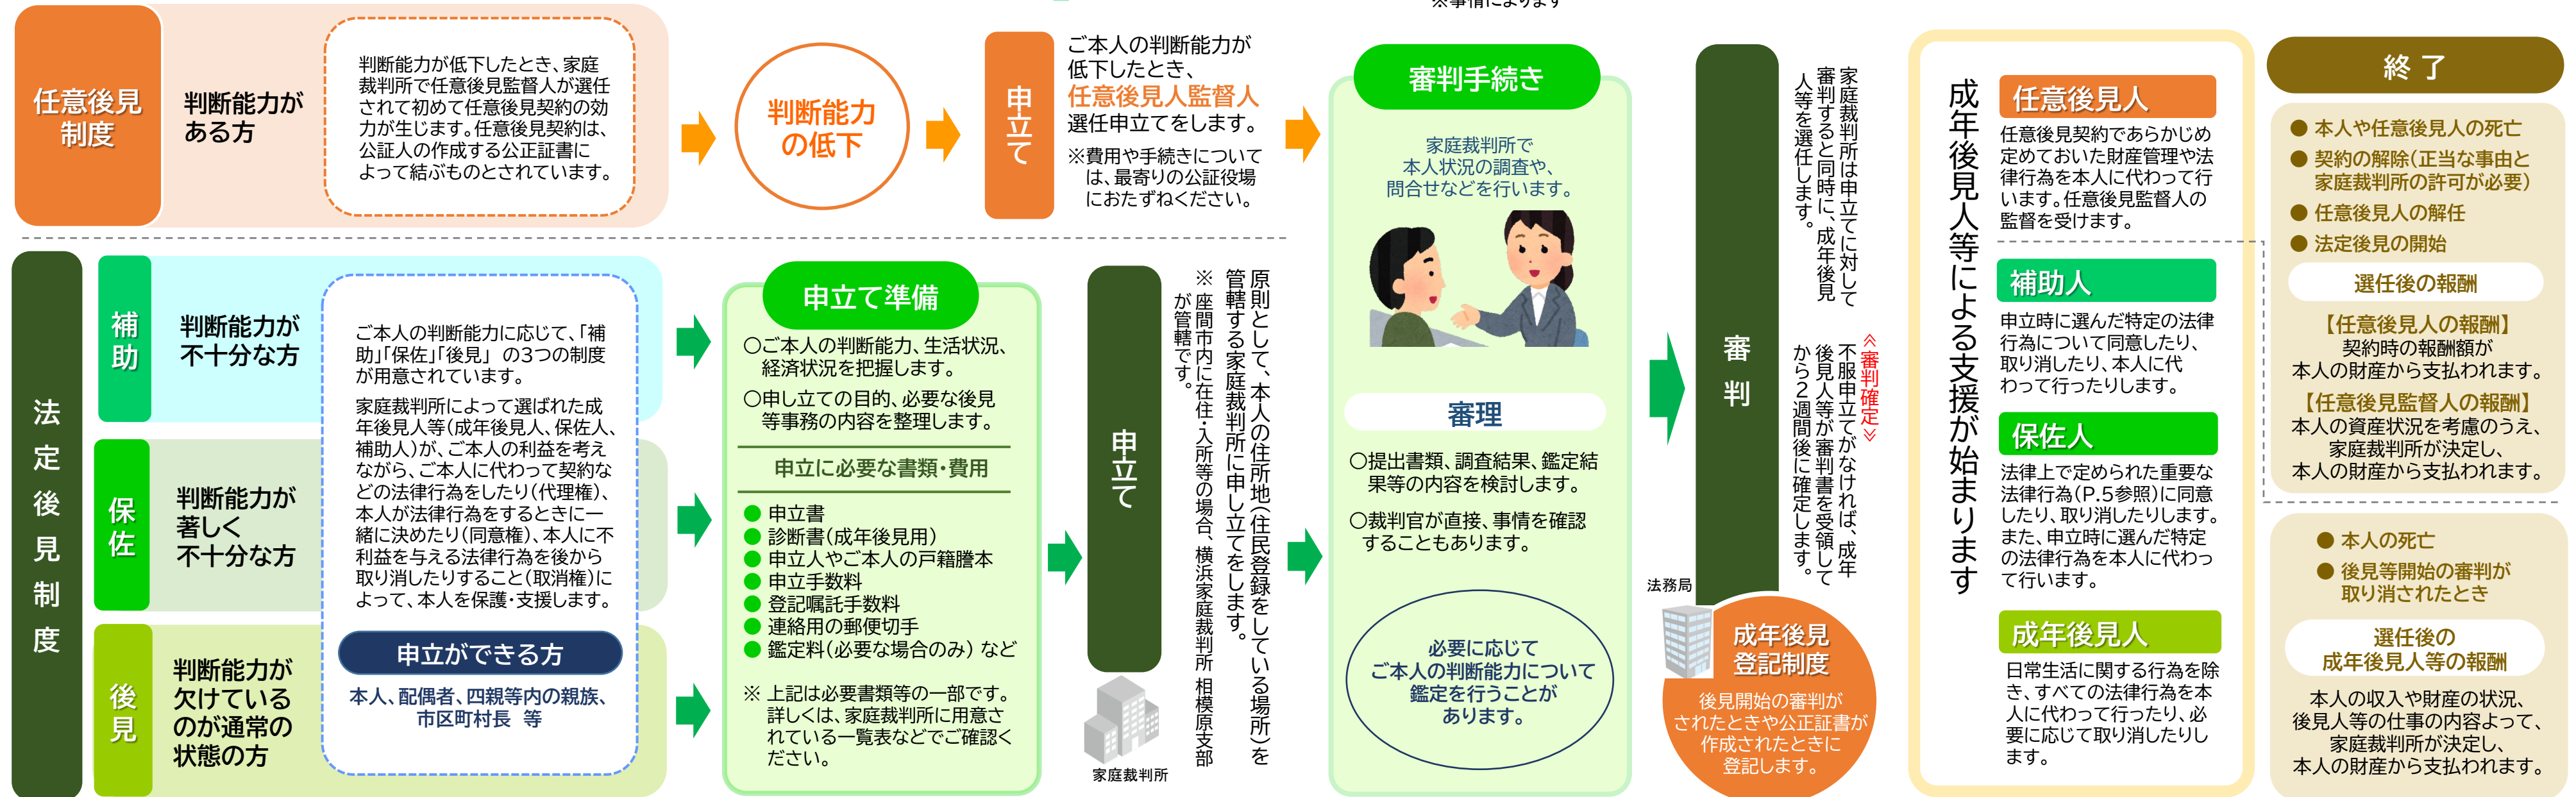 ※事情によります
任意後見
制度
判断能力が
ある方
判断能力が低下したとき、家庭
裁判所で任意後見監督人が選任
されて初めて任意後見契約の効
力が生じます。任意後見契約は、
公証人の作成する公正証書に
よって結ぶものとされています。
判断能力
の低下
申立て
ご本人の判断能力が
低下したとき、
任意後見人監督人
選任申立てをします。
※費用や手続きについて
は、最寄りの公証役場
におたずねください。
法定後見制度
補助
判断能力が
不十分な方
保佐
判断能力が
著しく
不十分な方
後見
判断能力が
欠けている
のが通常の
状態の方
ご本人の判断能力に応じて、「補
助」「保佐」「後見」 の3つの制度
が用意されています。
家庭裁判所によって選ばれた成
年後見人等(成年後見人、保佐人、
補助人)が、ご本人の利益を考え
ながら、ご本人に代わって契約な
どの法律行為をしたり(代理権)、
本人が法律行為をするときに一
緒に決めたり(同意権)、本人に不
利益を与える法律行為を後から
取り消したりすること(取消権)に
よって、本人を保護・支援します。
申立ができる方
本人、配偶者、四親等内の親族、
市区町村長 等
申立て準備
○ご本人の判断能力、生活状況、
経済状況を把握します。
○申し立ての目的、必要な後見
等事務の内容を整理します。
申立に必要な書類・費用
● 申立書
● 診断書(成年後見用)
● 申立人やご本人の戸籍謄本
● 申立手数料
● 登記嘱託手数料
● 連絡用の郵便切手
● 鑑定料(必要な場合のみ) など
※ 上記は必要書類等の一部です。
詳しくは、家庭裁判所に用意さ
れている一覧表などでご確認く
ださい。
申立て
家庭裁判所
原則として、本人の住所地(住民登録をしている場所)を
管轄する家庭裁判所に申し立てをします。
※ 座間市内に在住・入所等の場合、横浜家庭裁判所 相模原支部
が管轄です。
審判手続き
家庭裁判所で
本人状況の調査や、
問合せなどを行います。
審理
○提出書類、調査結果、鑑定結
果等の内容を検討します。
○裁判官が直接、事情を確認
することもあります。
必要に応じて
ご本人の判断能力について
鑑定を行うことが
あります。
審判
家庭裁判所は申立てに対して
審判すると同時に、成年後見
人等を選任します。
≪審判確定≫
不服申立てがなければ、成年
後見人等が審判書を受領して
から2週間後に確定します。
法務局
成年後見
登記制度
後見開始の審判が
されたときや公正証書が
作成されたときに
登記します。
成年後見人等による支援が始まります
任意後見人
任意後見契約であらかじめ
定めておいた財産管理や法
律行為を本人に代わって行
います。任意後見監督人の
監督を受けます。
補助人
申立時に選んだ特定の法律
行為について同意したり、
取り消したり、本人に代
わって行ったりします。
保佐人
法律上で定められた重要な
法律行為(P.5参照)に同意
したり、取り消したりします。
また、申立時に選んだ特定
の法律行為を本人に代わっ
て行います。
成年後見人
日常生活に関する行為を除
き、すべての法律行為を本
人に代わって行ったり、必
要に応じて取り消したりし
ます。
終 了
● 本人や任意後見人の死亡
● 契約の解除(正当な事由と
家庭裁判所の許可が必要)
● 任意後見人の解任
● 法定後見の開始
選任後の報酬
【任意後見人の報酬】
契約時の報酬額が
本人の財産から支払われます。
【任意後見監督人の報酬】
本人の資産状況を考慮のうえ、
家庭裁判所が決定し、
本人の財産から支払われます。
● 本人の死亡
● 後見等開始の審判が
取り消されたとき
選任後の
成年後見人等の報酬
本人の収入や財産の状況、
後見人等の仕事の内容よって、
家庭裁判所が決定し、
本人の財産から支払われます。